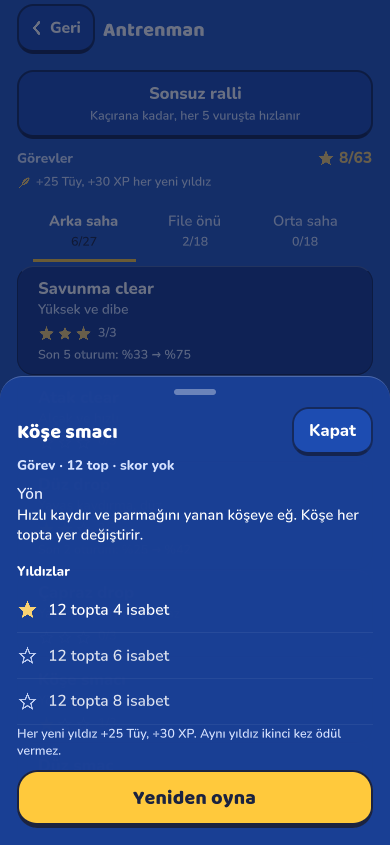 Geri
Antrenman
Sonsuz ralli
Kaçırana kadar, her 5 vuruşta hızlanır
Görevler
8/63
+25 Tüy, +30 XP her yeni yıldız
Arka saha
File önü
Orta saha
6/27
2/18
0/18
Savunma clear
Yüksek ve dibe
3/3
Son 5 oturum: %33 → %75
Köşe smacı
Kapat
Görev · 12 top · skor yok
Yön
Hızlı kaydır ve parmağını yanan köşeye eğ. Köşe her
topta yer değiştirir.
Yıldızlar
12 topta 4 isabet
12 topta 6 isabet
12 topta 8 isabet
Her yeni yıldız +25 Tüy, +30 XP. Aynı yıldız ikinci kez ödül
vermez.
Yeniden oyna